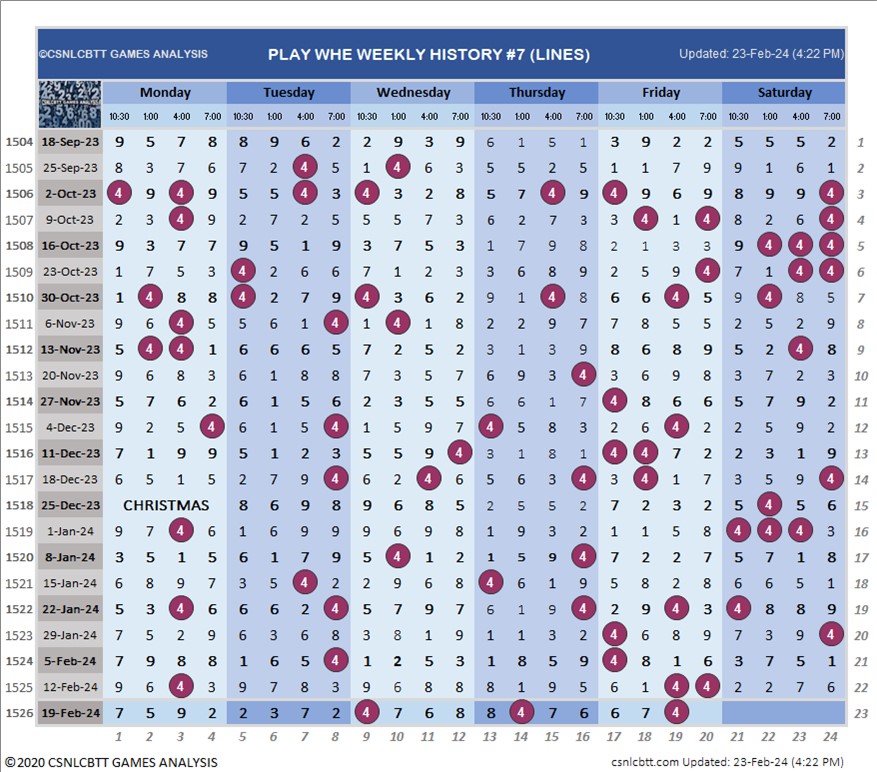 ©CSNLCBTT GAMES ANALYSIS PLAY WHE WEEKLY HISTORY #7 (LINES) Updated: 23-Feb-24 (4:22 PM)
CSNLCBTT GAMES ANALYSIS Monday Tuesday Wednesday Thursday Friday Saturday
10:30 1:00 4:00 7:00 10:30 1:00 4:00 7:00 10:30 1:00 4:00 7:00 10:30 1:00 4:00 7:00 10:30 1:00 4:00 7:00 10:30 1:00 4:00 7:00
1504 18-Sep-23 9 5 7 8 8 9 6 2 2 9 3 9 6 1 5 1 3 9 2 2 5 5 5 2 1
1505 25-Sep-23 8 3 7 6 7 2 4 5 1 4 6 3 5 5 2 5 1 1 7 9 9 1 6 1 2
1506 2-Oct-23 4 9 4 9 5 5 4 3 4 3 2 8 5 7 4 9 4 9 6 9 8 9 9 4 3
1507 9-Oct-23 2 3 4 9 2 7 2 5 5 5 7 3 6 2 7 3 3 4 1 4 8 2 6 4 4
1508 16-Oct-23 9 3 7 7 9 5 1 9 3 7 5 3 1 7 9 8 2 1 3 3 9 4 4 4 5
1509 23-Oct-23 1 7 5 3 4 2 6 6 7 1 2 3 3 6 8 9 2 5 9 4 7 1 4 4 6
1510 30-Oct-23 1 4 8 8 4 2 7 9 4 3 6 2 9 1 4 8 6 6 4 5 9 4 8 5 7
1511 6-Nov-23 9 6 4 5 5 6 1 4 1 4 1 8 2 2 9 7 7 8 5 5 2 5 2 9 8
1512 13-Nov-23 5 4 4 1 6 6 6 5 7 2 5 2 3 1 3 9 8 6 8 9 5 2 4 8 9
1513 20-Nov-23 9 6 8 3 6 1 8 8 7 3 5 7 6 9 3 4 3 6 9 8 3 7 2 3 10
1514 27-Nov-23 5 7 6 2 6 1 5 6 2 3 5 5 6 6 1 7 4 8 6 6 5 7 9 2 11
1515 4-Dec-23 9 2 5 4 6 1 5 4 1 5 9 7 4 5 8 3 2 6 4 2 2 5 9 2 12
1516 11-Dec-23 7 1 9 9 5 1 2 3 5 5 9 4 3 1 8 1 4 4 7 2 2 3 1 9 13
1517 18-Dec-23 6 5 1 5 2 7 9 4 6 2 4 6 5 6 3 4 3 4 8 1 2 5 7 4 14
1518 25-Dec-23 CHRISTMAS 8 6 9 8 9 6 8 5 2 5 5 2 7 2 3 2 5 4 5 6 15
1519 1-Jan-24 9 7 4 6 1 6 9 9 9 6 9 8 1 9 3 2 1 1 5 8 4 4 4 3 16
1520 8-Jan-24 3 5 1 5 6 1 7 9 5 4 1 2 1 5 9 4 7 2 2 7 5 7 1 8 17
1521 15-Jan-24 6 8 9 7 3 5 4 2 2 9 6 8 4 6 1 9 5 8 2 8 6 6 5 1 18
1522 22-Jan-24 5 3 4 6 6 6 2 4 5 7 9 7 6 1 9 4 2 9 4 3 4 8 8 9 19
1523 29-Jan-24 7 5 2 9 6 3 6 8 3 8 1 9 1 1 3 2 4 6 8 9 7 3 9 4 20
1524 5-Feb-24 7 9 8 8 1 6 5 4 1 2 5 3 1 8 5 9 4 8 1 6 3 7 5 1 21
1525 12-Feb-24 9 6 4 3 9 7 8 3 9 6 8 8 8 1 9 5 6 1 4 4 2 2 7 6 22
1526 19-Feb-24 7 5 9 2 2 3 7 2 4 7 6 8 8 4 7 6 6 7 4 23
1 2 3 4 5 6 7 8 9 10 11 12 13 14 15 16 17 18 19 20 21 22 23 24
©2020 CSNLCBTT GAMES ANALYSIS csnlcbtt.com Updated: 23-Feb-24 (4:22 PM)